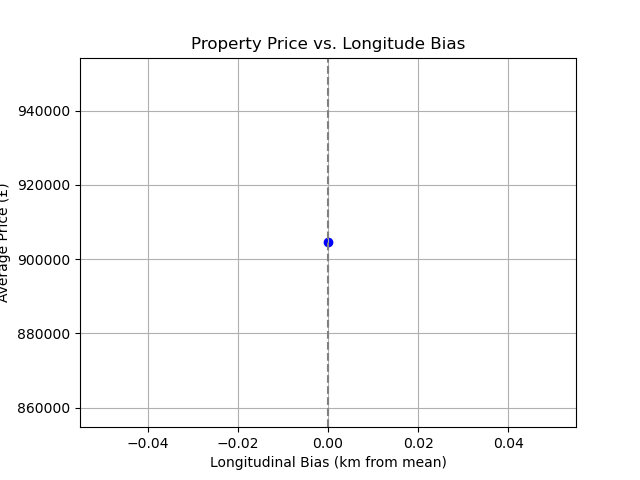 Property Price vs. Longitude Bias
Average Price (£)
940000
920000
900000
880000
860000
−0.04 −0.02 0.00 0.02 0.04
Longitudinal Bias (km from mean)